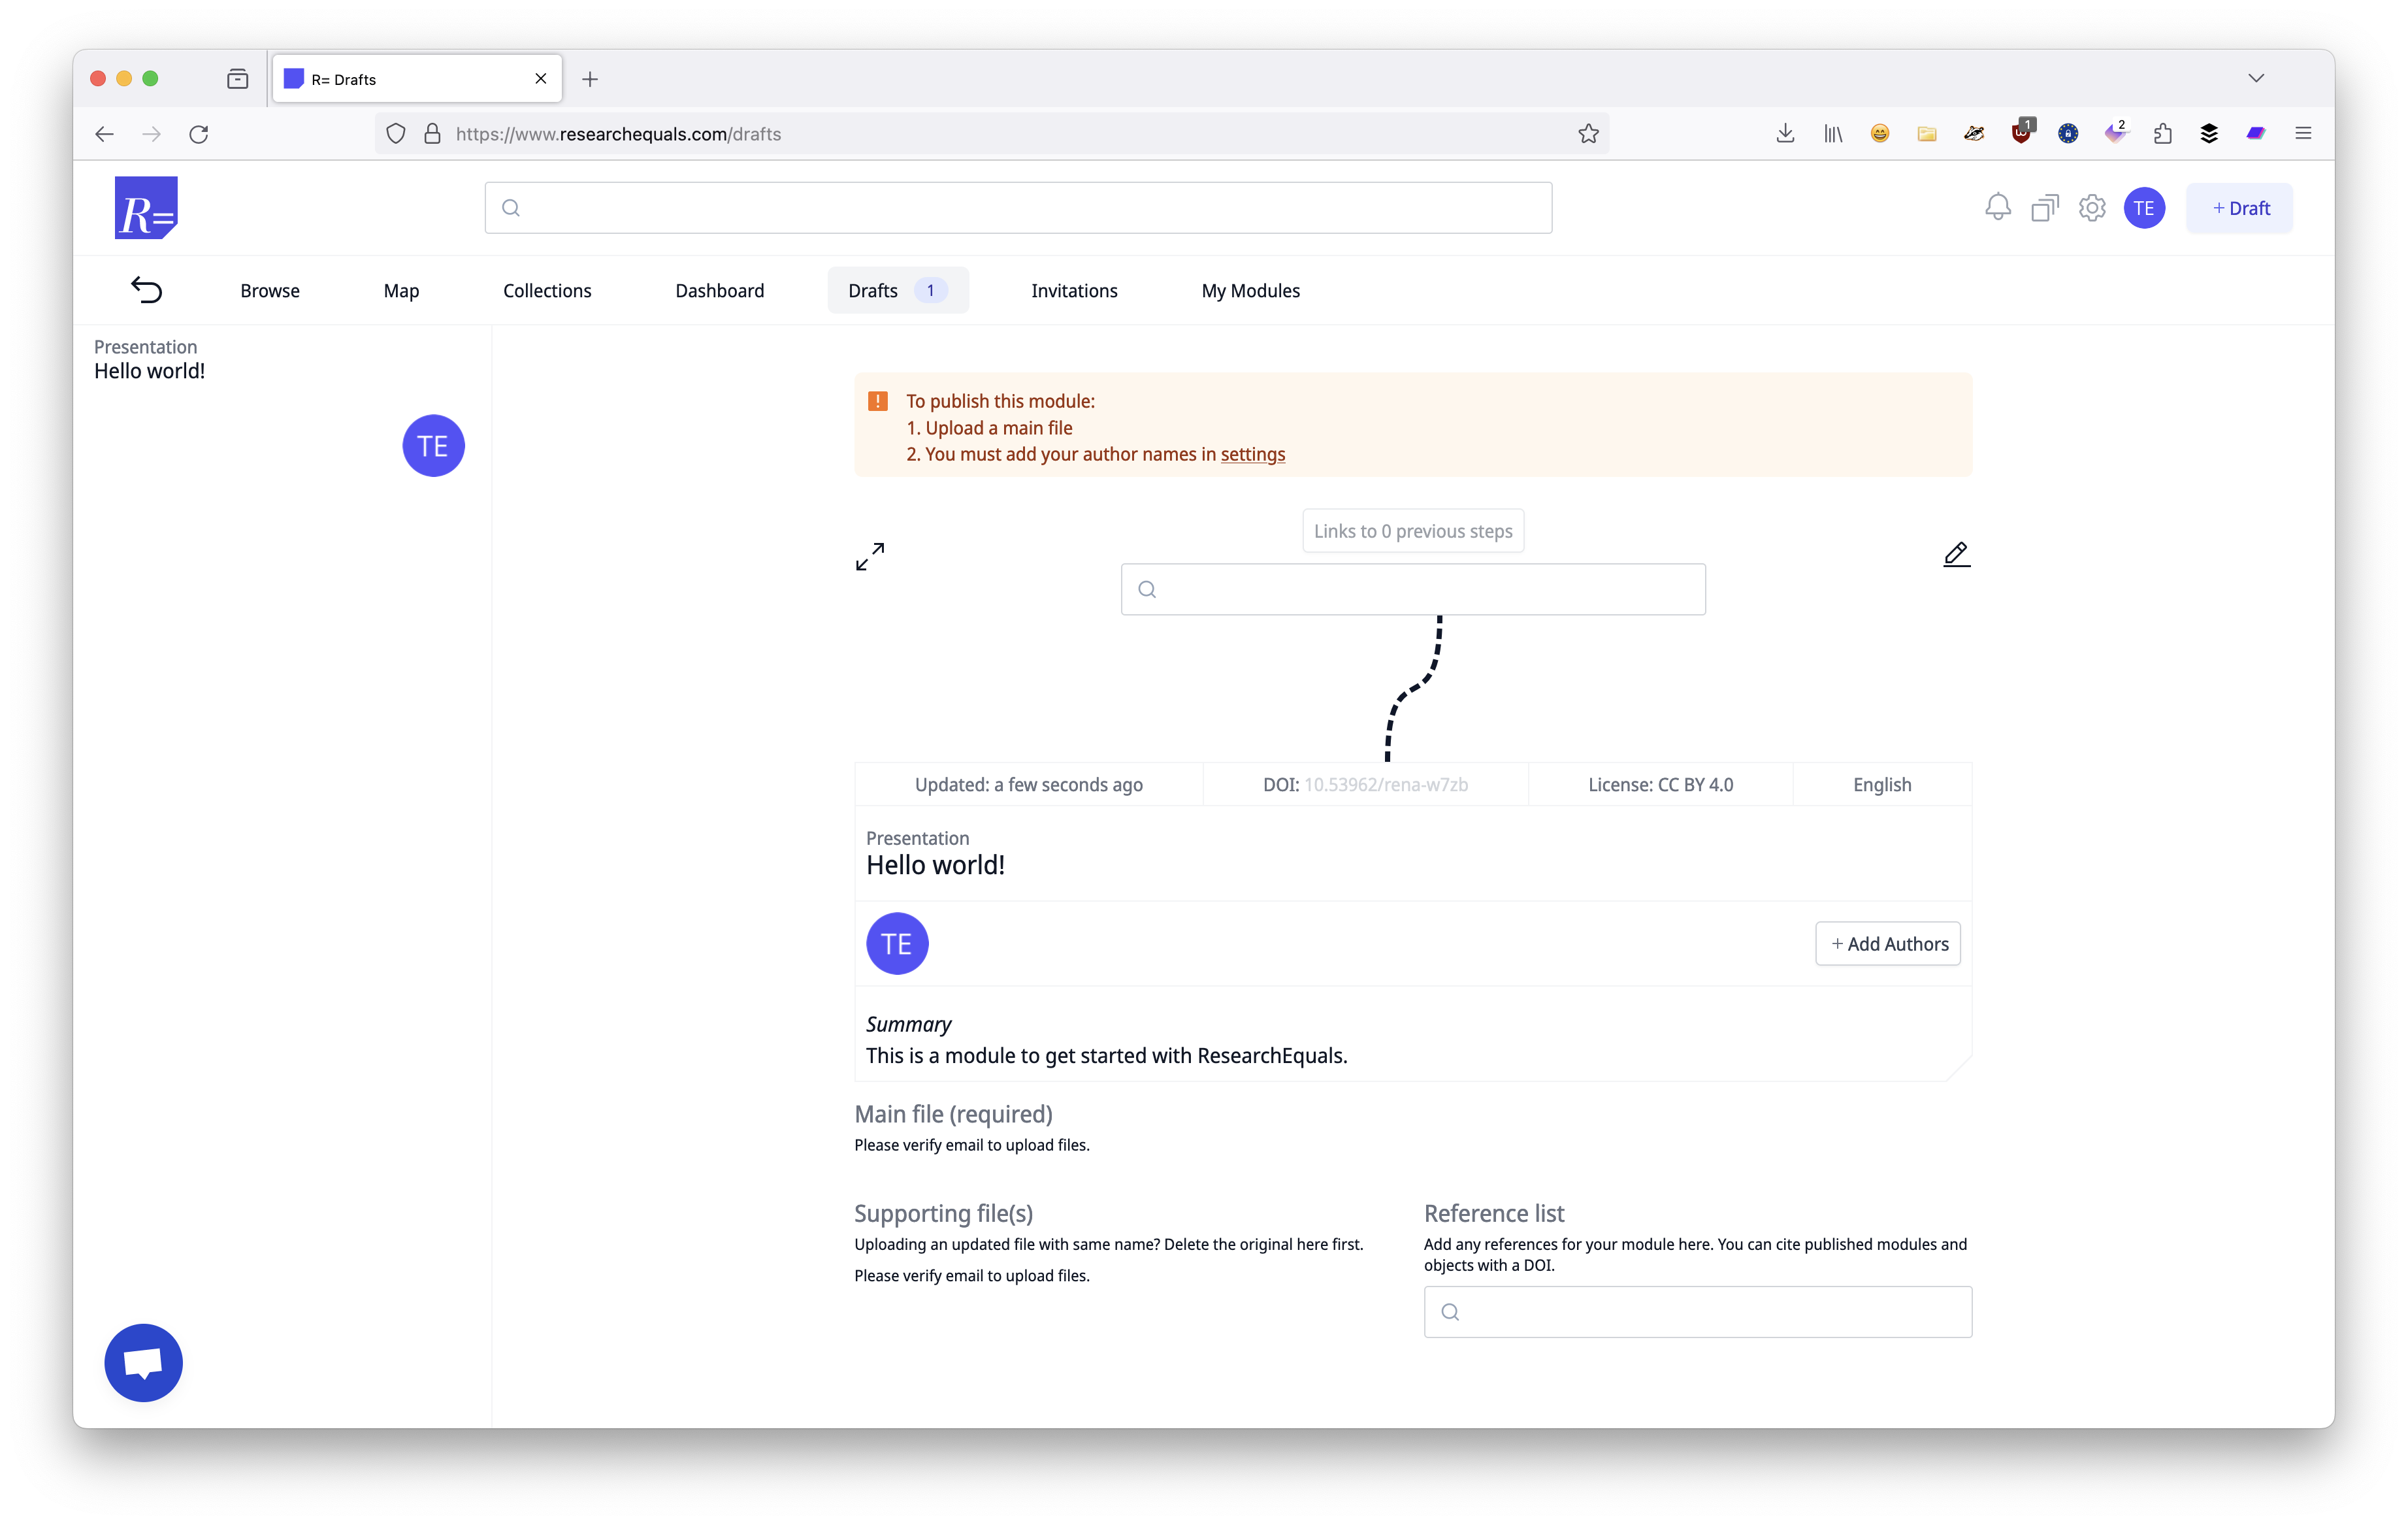 R= Drafts
https://www.researchequals.com/drafts
1
2
R=
TE
+ Draft
Browse
Map
Collections
Dashboard
Drafts 1
Invitations
My Modules
Presentation
Hello world!
TE
To publish this module:
1. Upload a main file
2. You must add your author names in settings
Links to 0 previous steps
Updated: a few seconds ago
DOI: 10.53962/rena-w7zb
License: CC BY 4.0
English
Presentation
Hello world!
TE
+ Add Authors
Summary
This is a module to get started with ResearchEquals.
Main file (required)
Please verify email to upload files.
Supporting file(s)
Uploading an updated file with same name? Delete the original here first.
Please verify email to upload files.
Reference list
Add any references for your module here. You can cite published modules and
objects with a DOI.